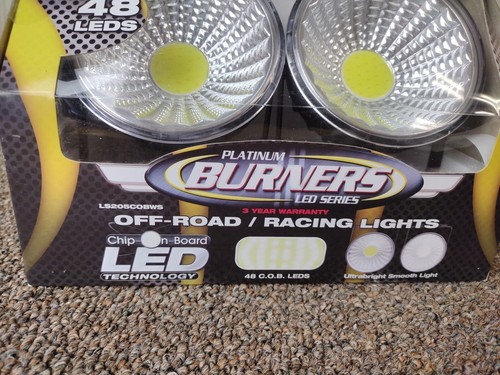 48
LEDS
PLATINUM
BURNERS
LED SERIES
LS205COBWS
3 YEAR WARRANTY
OFF-ROAD / RACING LIGHTS
Chip On Board
LED
TECHNOLOGY
48 C.O.B. LEDS
Ultrabright Smooth Light